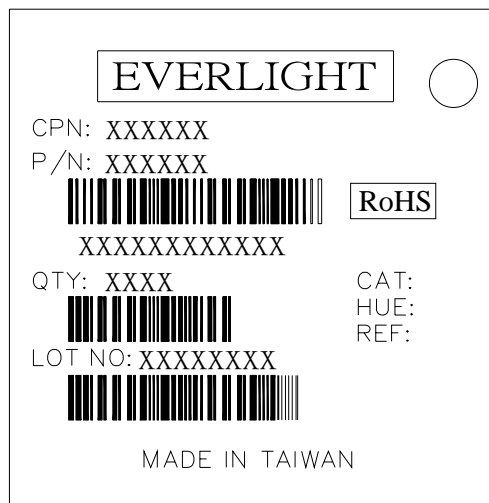 EVERLIGHT
CPN: XXXXXX
P/N: XXXXXX
RoHS
XXXXXXXXXXXX
QTY: XXXX
CAT:
HUE:
REF:
LOT NO: XXXXXXXX
MADE IN TAIWAN